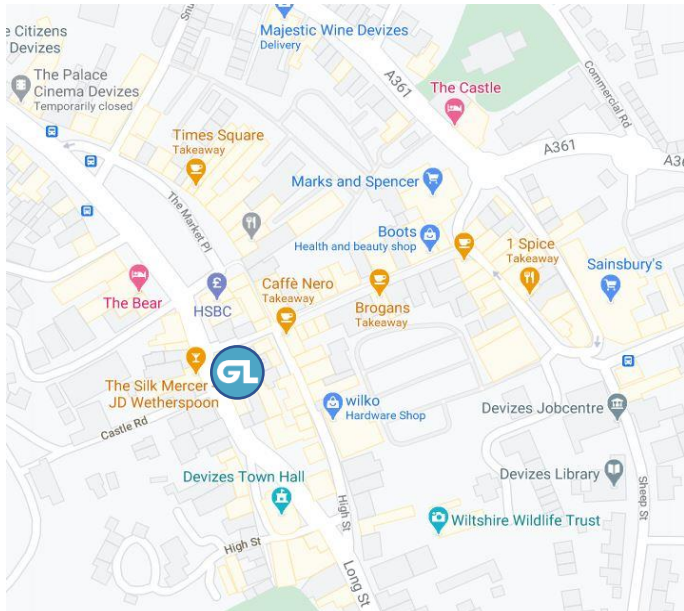 e Citizens
Devizes
Majestic Wine Devizes
Delivery
The Palace
Cinema Devizes
Temporarily closed
A361
The Castle
Commercial Rd
Times Square
Takeaway
A361
A36
Marks and Spencer
The Market Pl
Boots
Health and beauty shop
1 Spice
Takeaway
Sainsbury's
The Bear
£
HSBC
Caffè Nero
Takeaway
Brogans
Takeaway
GL
The Silk Mercer
JD Wetherspoon
Castle Rd
wilko
Hardware Shop
Devizes Jobcentre
Devizes Town Hall
Devizes Library
High St
Sheep St
Wiltshire Wildlife Trust
High St
Long St